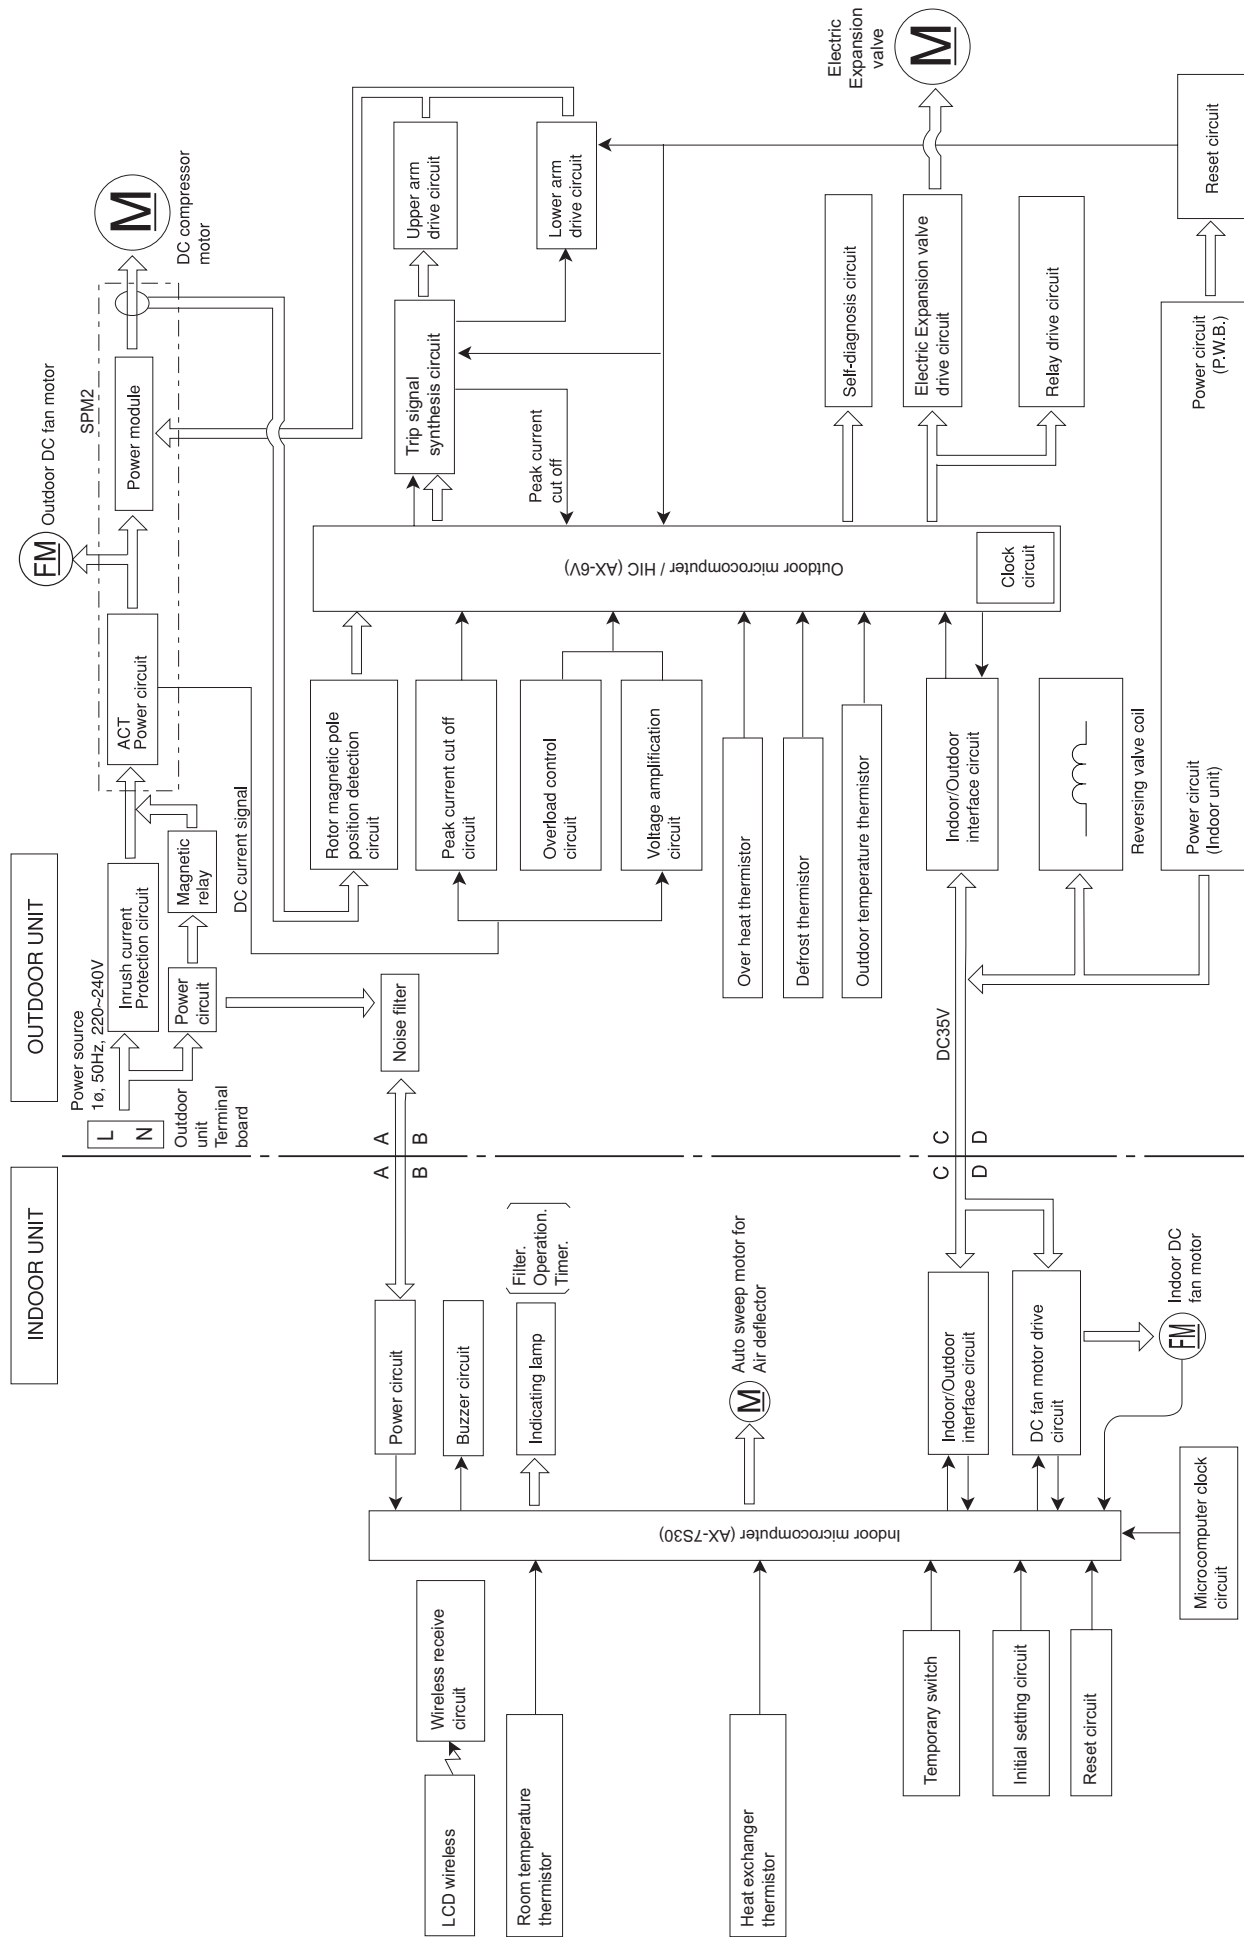 INDOOR UNIT
OUTDOOR UNIT
LCD wireless
Wireless receive
circuit
Room temperature
thermistor
Heat exchanger
thermistor
Temporary switch
Initial setting circuit
Reset circuit
Microcomputer clock
circuit
Indoor microcomputer (AX-7S30)
Power circuit
Buzzer circuit
Indicating lamp
Filter.
Operation.
Timer.
M
Auto sweep motor for
Air deflector
Indoor/Outdoor
interface circuit
DC fan motor drive
circuit
FM
Indoor DC
fan motor
A
B
C
D
A
B
C
D
DC35V
Power source
1ø, 50Hz, 220~240V
L
N
Outdoor
unit
Terminal
board
Inrush current
Protection circuit
Power
circuit
Magnetic
relay
Noise filter
DC current signal
ACT
Power circuit
FM
Outdoor DC fan motor
SPM2
Power module
M
DC compressor
motor
Rotor magnetic pole
position detection
circuit
Peak current cut off
circuit
Overload control
circuit
Voltage amplification
circuit
Over heat thermistor
Defrost thermistor
Outdoor temperature thermistor
Indoor/Outdoor
interface circuit
Reversing valve coil
Power circuit
(Indoor unit)
Power circuit
(P.W.B.)
Outdoor microcomputer / HIC (AX-6V)
Clock
circuit
Trip signal
synthesis circuit
Peak current
cut off
Upper arm
drive circuit
Lower arm
drive circuit
Self-diagnosis circuit
Electric Expansion valve
drive circuit
Relay drive circuit
Electric
Expansion
valve
M
Reset circuit